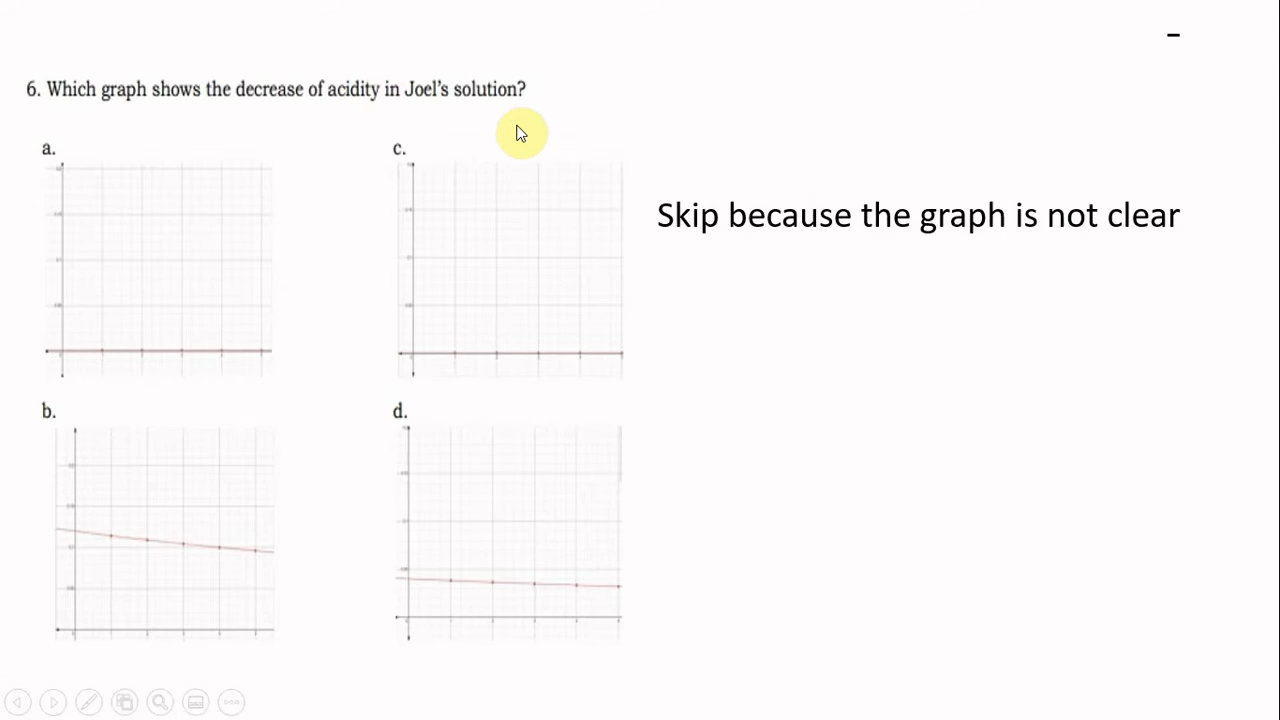 6. Which graph shows the decrease of acidity in Joel's solution?
a.
c.
Skip because the graph is not clear
b.
d.